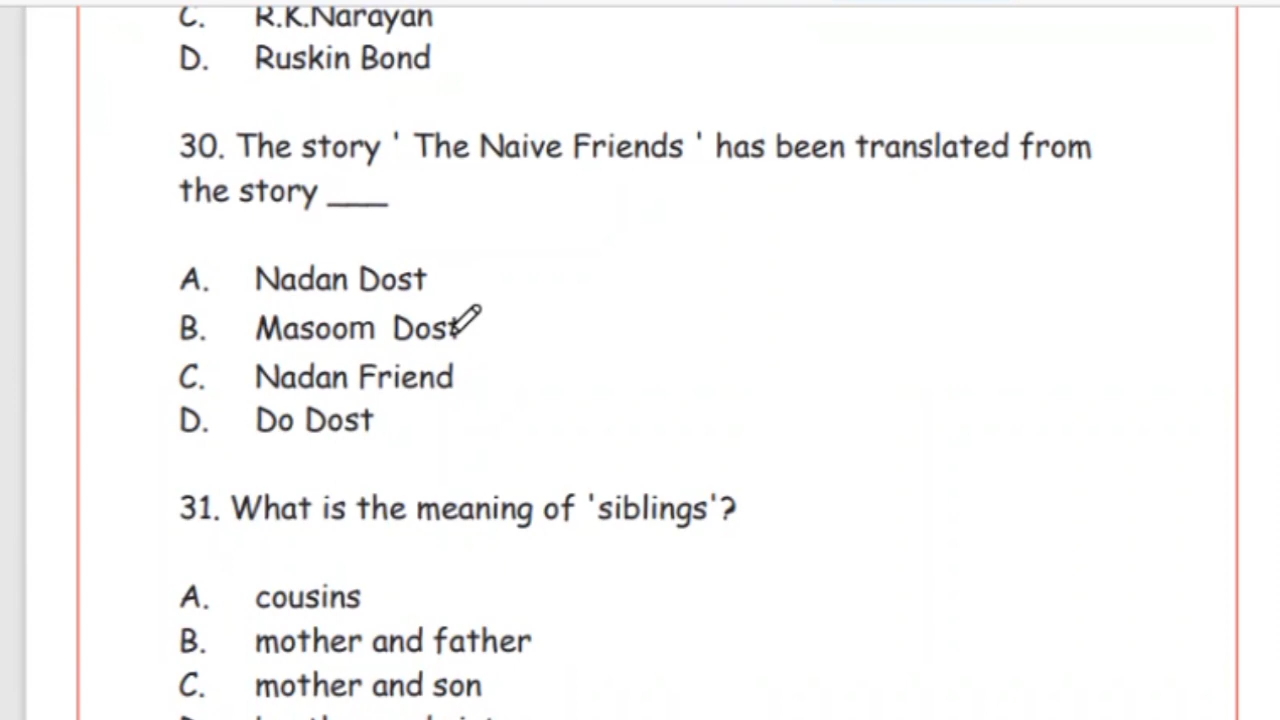 C. R.K.Narayan
D. Ruskin Bond
30. The story ' The Naive Friends ' has been translated from
the story ___
A. Nadan Dost
B. Masoom Dost
C. Nadan Friend
D. Do Dost
31. What is the meaning of 'siblings'?
A. cousins
B. mother and father
C. mother and son